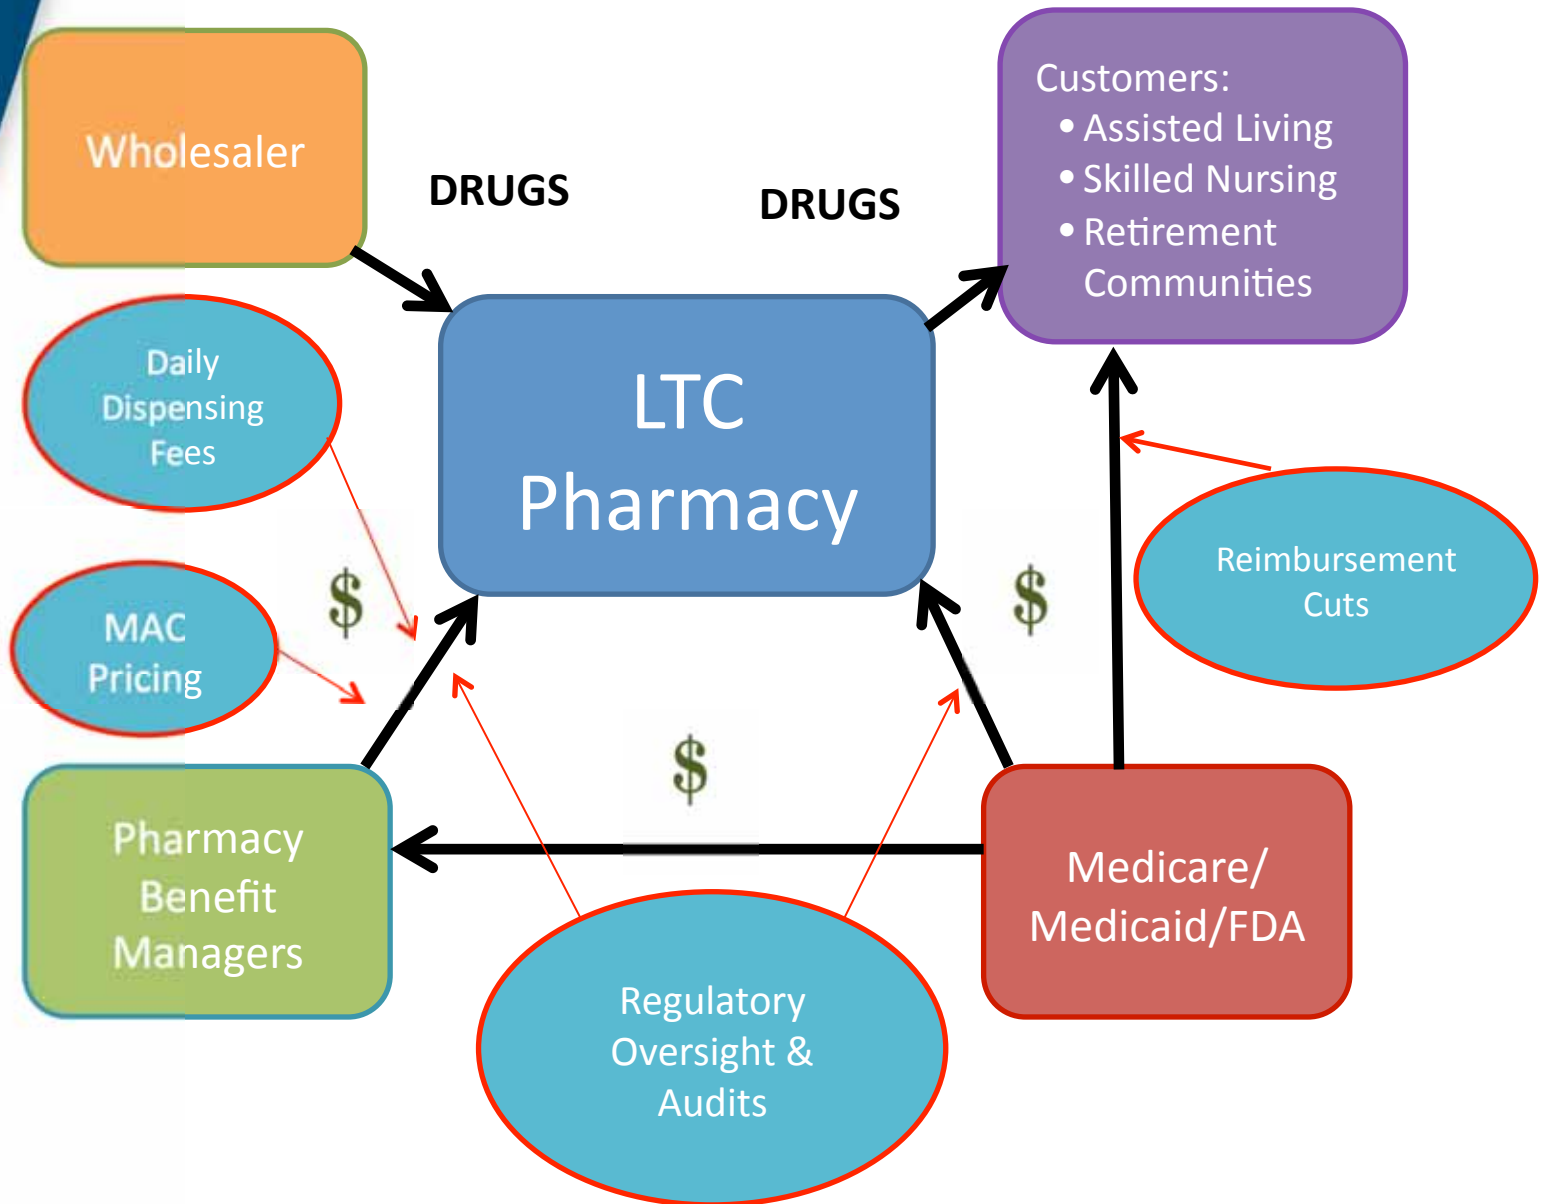 Wholesaler
DRUGS
DRUGS
Customers:
• Assisted Living
• Skilled Nursing
• Retirement
Communities
Daily
Dispensing
Fees
LTC
Pharmacy
Reimbursement
Cuts
MAC
Pricing
$
$
$
Pharmacy
Benefit
Managers
Medicare/
Medicaid/FDA
Regulatory
Oversight &
Audits